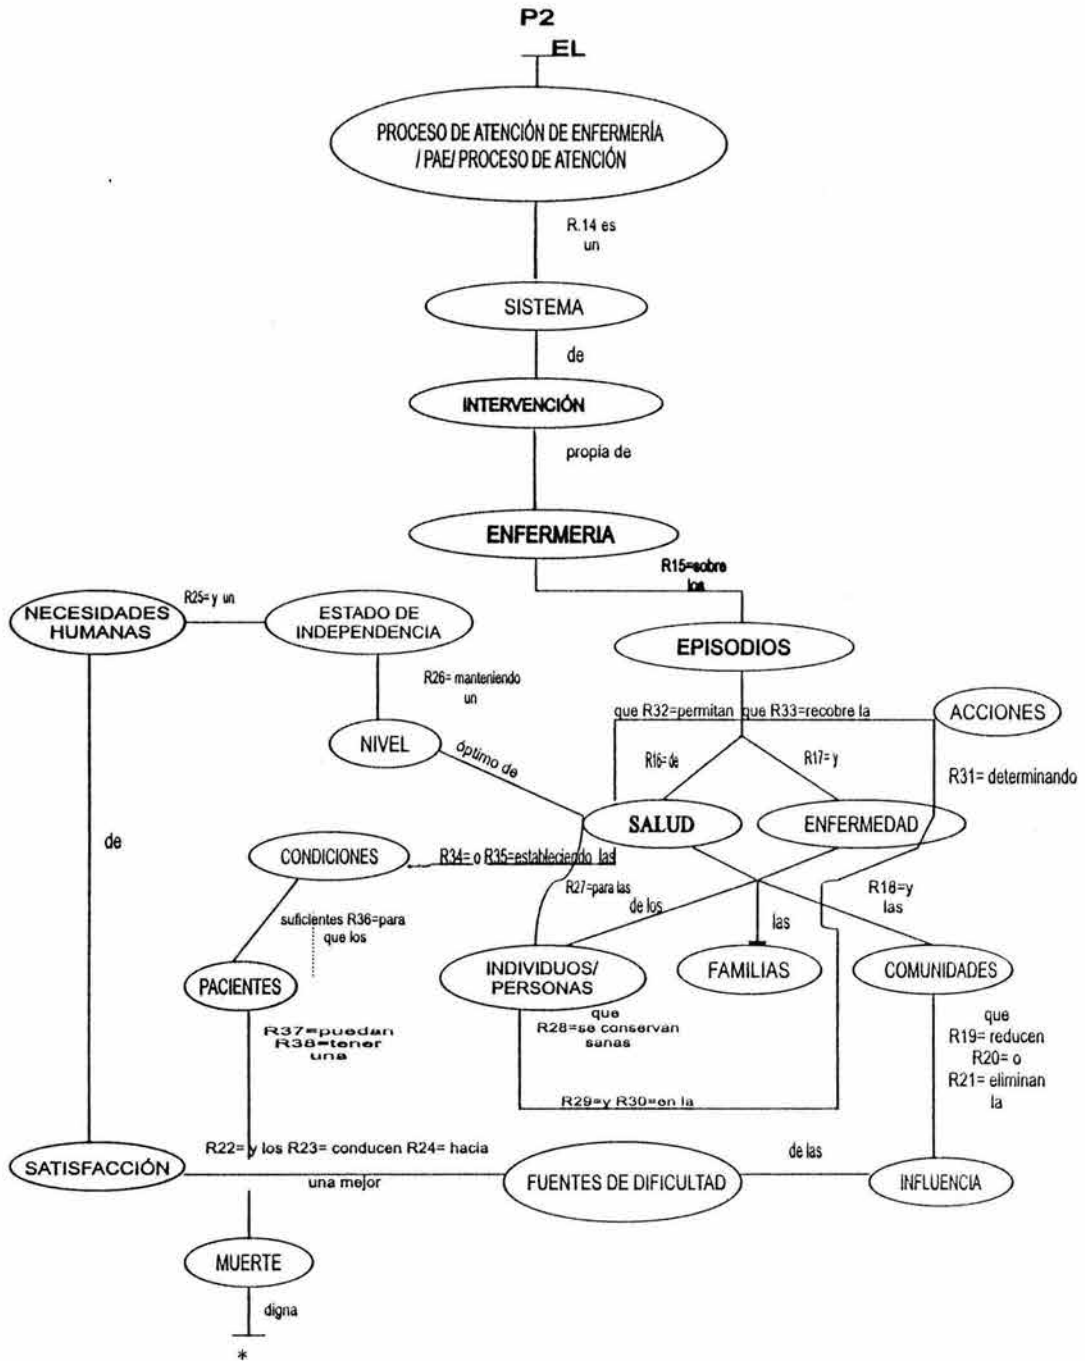 P2
EL
PROCESO DE ATENCIÓN DE ENFERMERÍA
/ PAE/ PROCESO DE ATENCIÓN
R.14 es
un
SISTEMA
de
INTERVENCIÓN
propia de
ENFERMERIA
R15=sobre
los
NECESIDADES
HUMANAS
R25= y un
ESTADO DE
INDEPENDENCIA
EPISODIOS
R26= manteniendo
un
que R32=permitan que R33=recobre la
ACCIONES
NIVEL
óptimo de
R16= de
R17= y
R31= determinando
SALUD
ENFERMEDAD
de
CONDICIONES
R34= o R35=estableciendo las
R27=para las
de los
las
R18=y
las
suficientes R36=para
que los
PACIENTES
INDIVIDUOS/
PERSONAS
FAMILIAS
COMUNIDADES
R37=puedan
R38=tener
una
que
R28=se conservan
sanas
que
R19= reducen
R20= o
R21= eliminan
la
R29=y R30=en la
SATISFACCIÓN
R22= y los R23= conducen R24= hacia
una mejor
FUENTES DE DIFICULTAD
de las
INFLUENCIA
MUERTE
digna
*